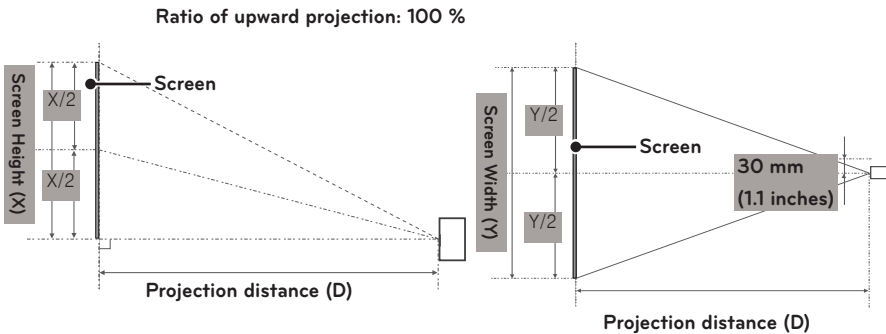 Ratio of upward projection: 100 %
Screen Height (X)
X/2
X/2
Screen
Projection distance (D)
Screen Width (Y)
Y/2
Y/2
Screen
30 mm
(1.1 inches)
Projection distance (D)